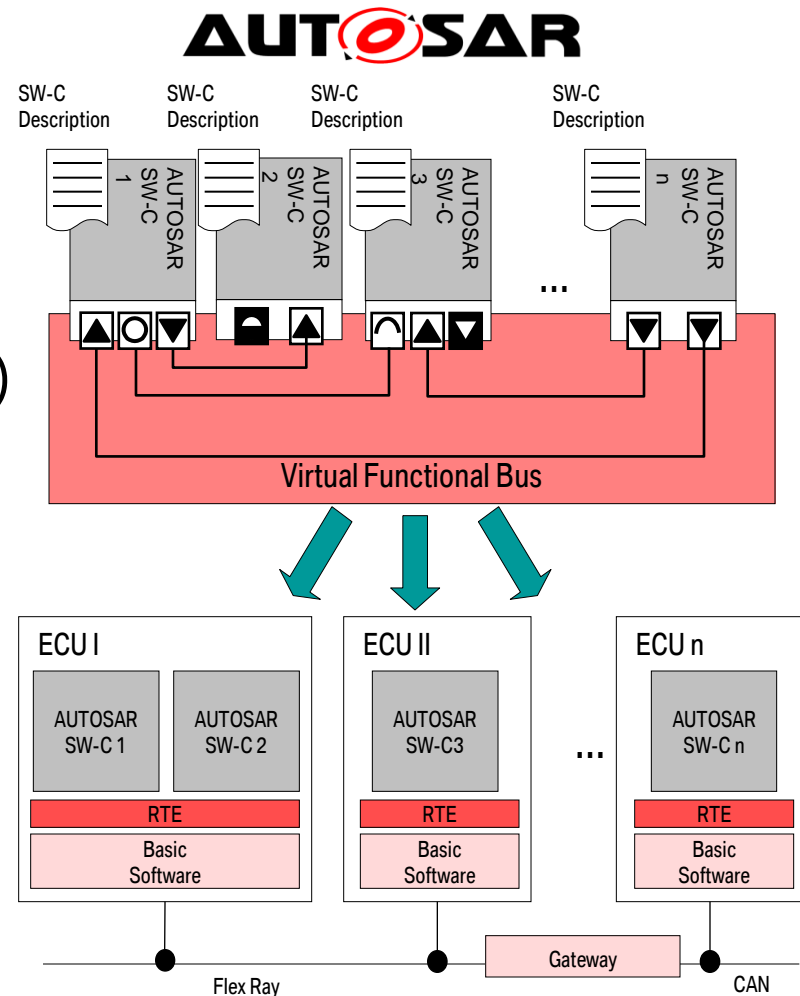 AUTOSAR
SW-C
Description
SW-C
Description
SW-C
Description
SW-C
Description
AUTOSAR
SW-C
1
AUTOSAR
SW-C
2
AUTOSAR
SW-C
3
AUTOSAR
SW-C
n
...
Virtual Functional Bus
ECU I
AUTOSAR
SW-C 1
AUTOSAR
SW-C 2
RTE
Basic
Software
ECU II
AUTOSAR
SW-C3
RTE
Basic
Software
...
ECU n
AUTOSAR
SW-C n
RTE
Basic
Software
Gateway
Flex Ray
CAN